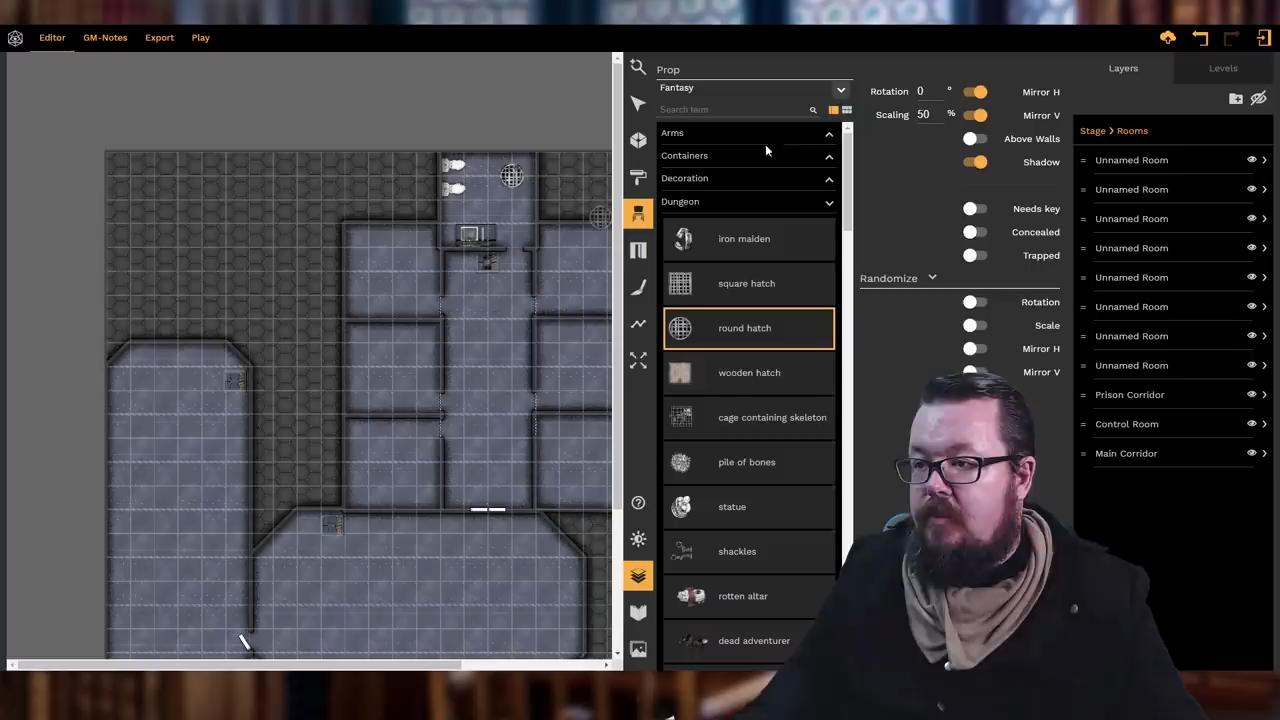 Editor GM-Notes Export Play
Prop
Fantasy
Search term
Arms
Containers
Decoration
Dungeon
iron maiden
square hatch
round hatch
wooden hatch
cage containing skeleton
pile of bones
statue
shackles
rotten altar
dead adventurer
Rotation 0 ° Mirror H
Scaling 50 % Mirror V
Above Walls
Shadow
Needs key
Concealed
Trapped
Randomize
Rotation
Scale
Mirror H
Mirror V
Layers Levels
Stage ❯ Rooms
= Unnamed Room
= Unnamed Room
= Unnamed Room
= Unnamed Room
= Unnamed Room
= Unnamed Room
= Unnamed Room
= Unnamed Room
= Prison Corridor
= Control Room
= Main Corridor